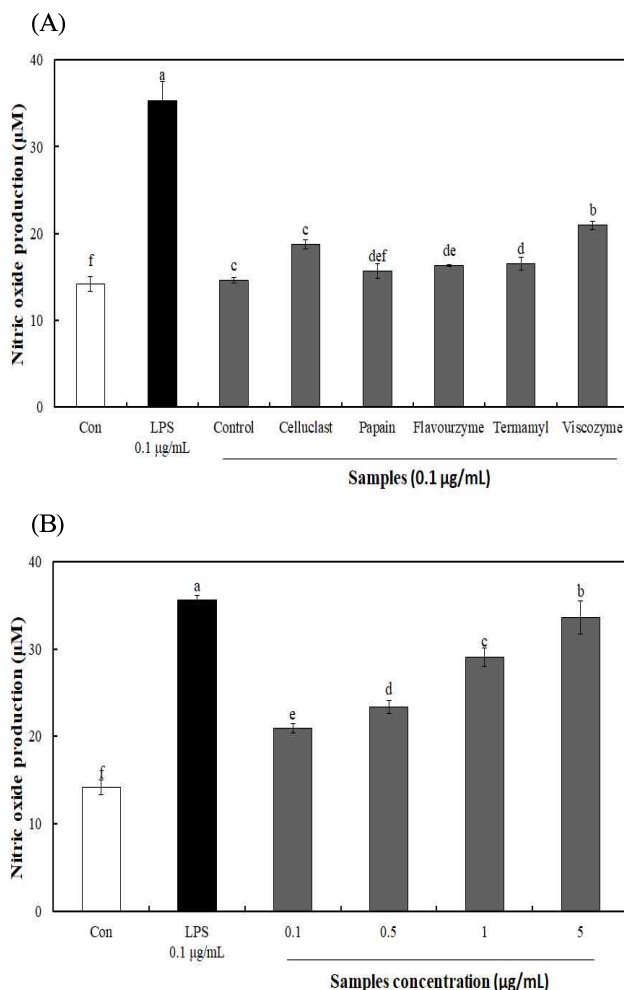 (A)
Nitric oxide production (µM)
40
30
20
10
0
f
a
c
c
def
de
d
b
Con
LPS
0.1 µg/mL
Control
Celluclast
Papain
Flavourzyme
Termamyl
Viscozyme
Samples (0.1 µg/mL)
(B)
Nitric oxide production (µM)
40
30
20
10
0
f
a
e
d
c
b
Con
LPS
0.1 µg/mL
0.1
0.5
1
5
Samples concentration (µg/mL)